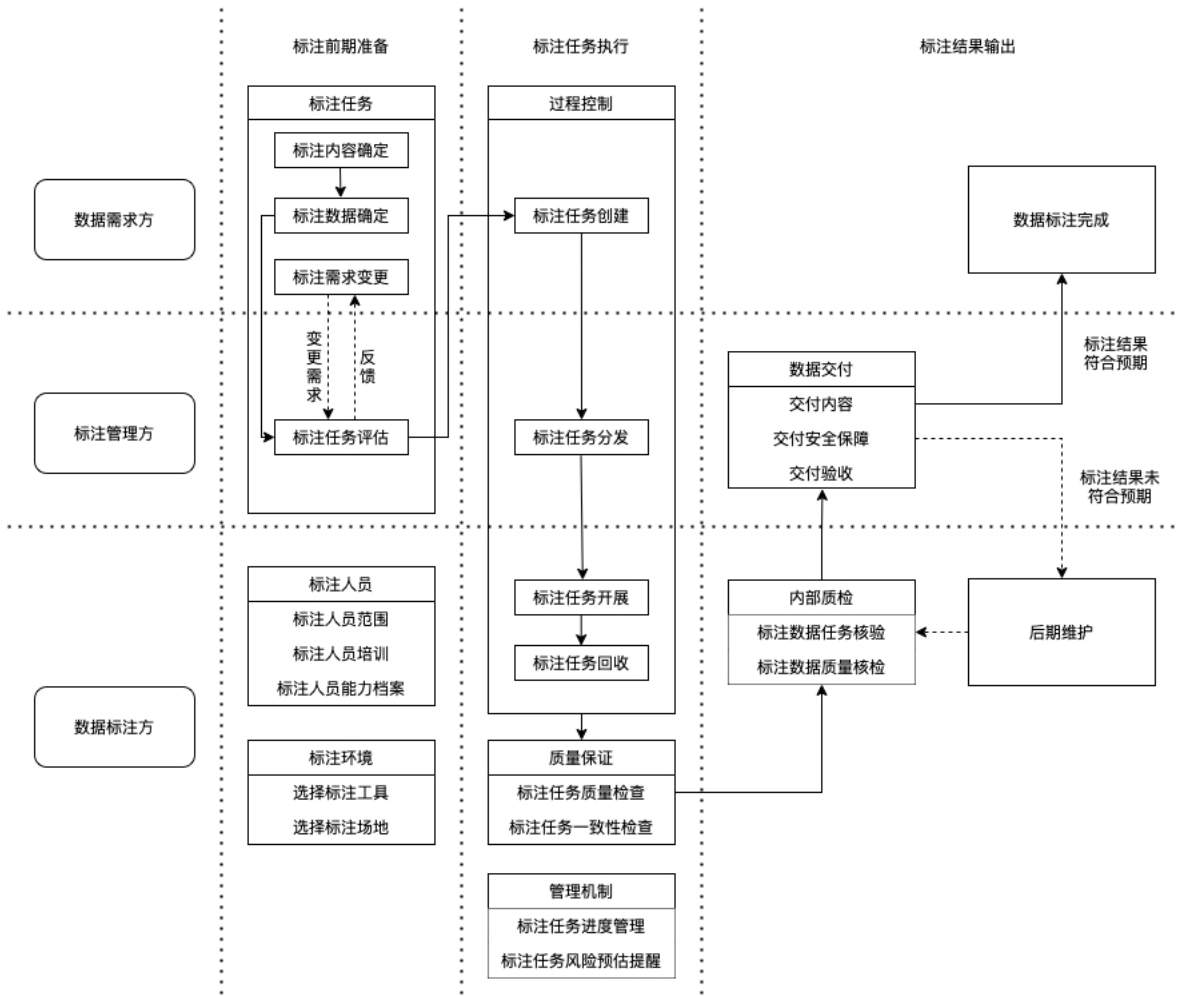 标注前期准备
标注任务执行
标注结果输出
数据需求方
标注管理方
数据标注方
标注任务
标注内容确定
标注数据确定
标注需求变更
变更需求
反馈
标注任务评估
标注人员
标注人员范围
标注人员培训
标注人员能力档案
标注环境
选择标注工具
选择标注场地
过程控制
标注任务创建
标注任务分发
标注任务开展
标注任务回收
质量保证
标注任务质量检查
标注任务一致性检查
管理机制
标注任务进度管理
标注任务风险预估提醒
数据标注完成
标注结果
符合预期
数据交付
交付内容
交付安全保障
交付验收
标注结果未
符合预期
内部质检
标注数据任务核验
标注数据质量核检
后期维护